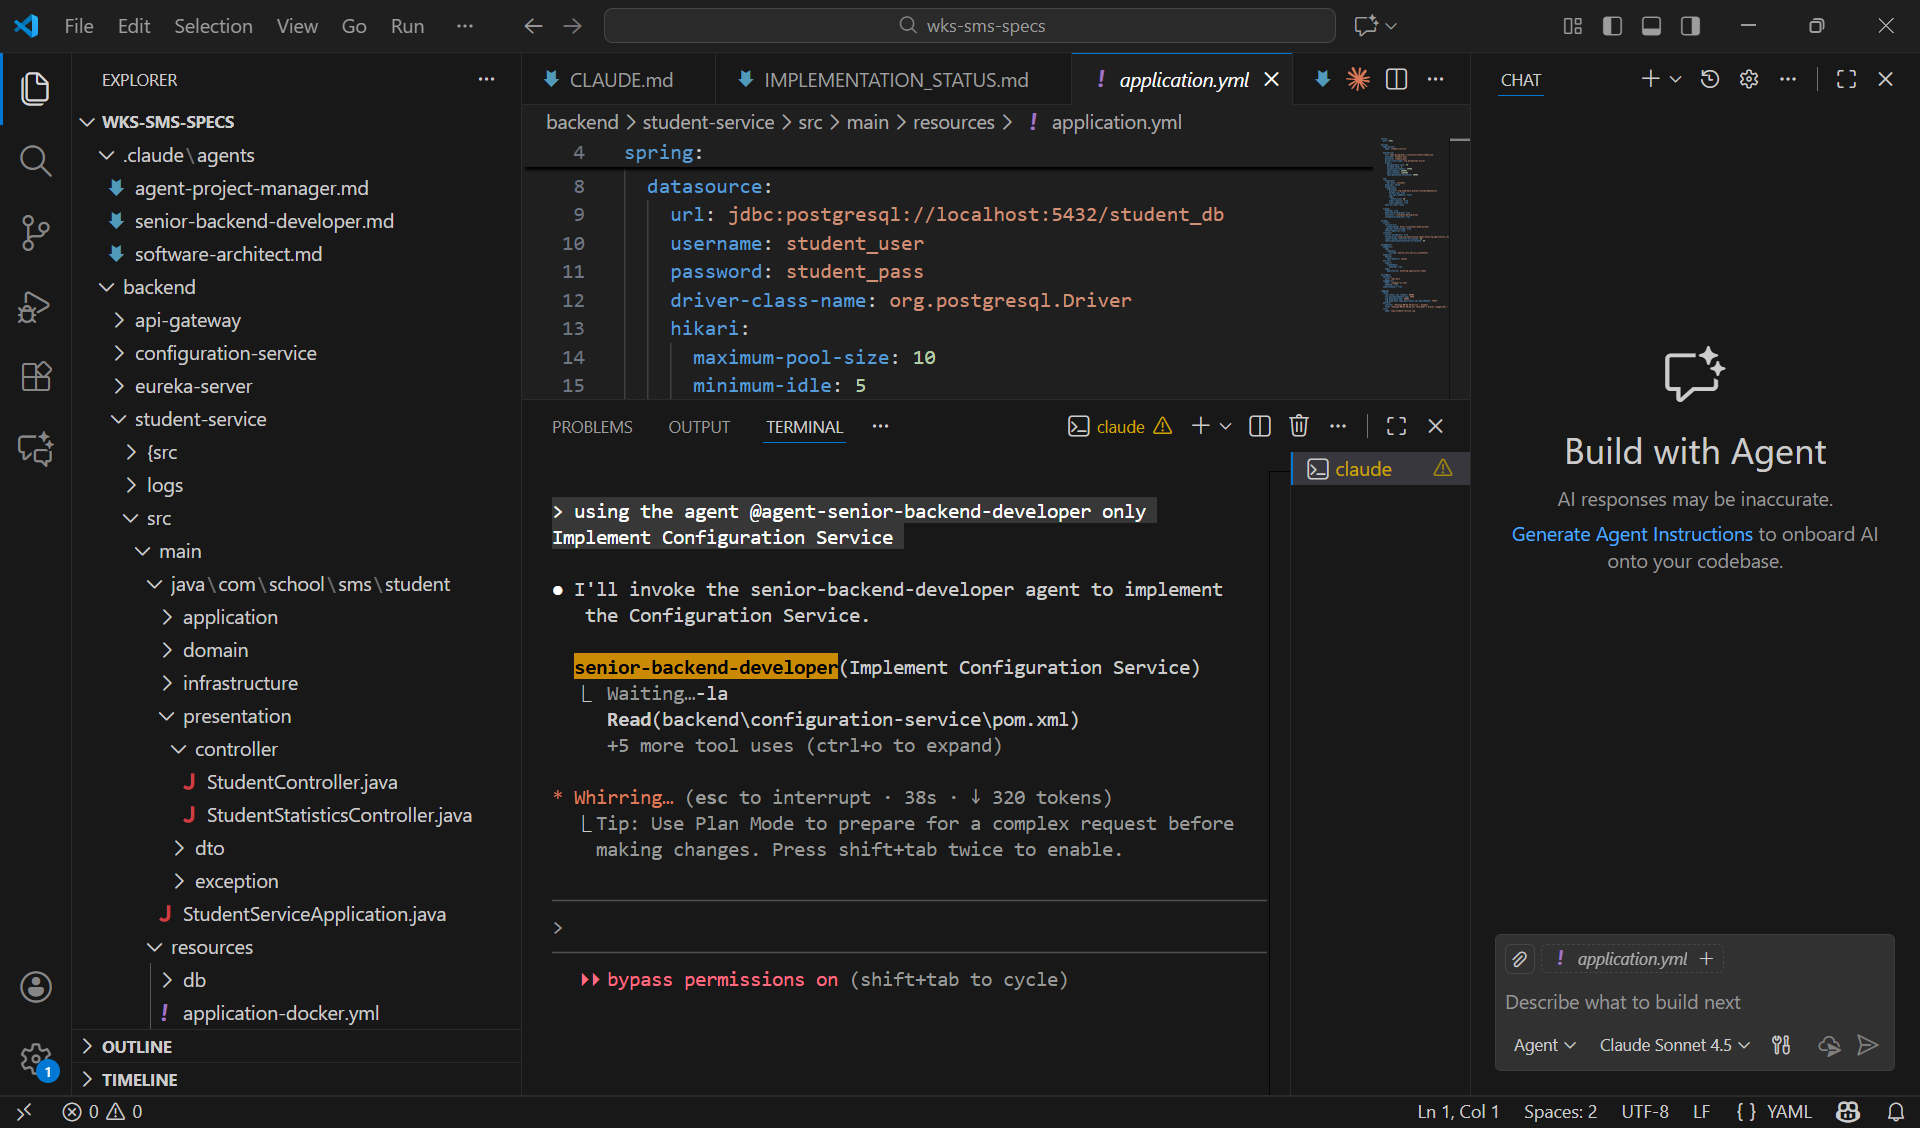 File Edit Selection View Go Run ···
wks-sms-specs
EXPLORER
WKS-SMS-SPECS
.claude\agents
agent-project-manager.md
senior-backend-developer.md
software-architect.md
backend
api-gateway
configuration-service
eureka-server
student-service
{src
logs
src
main
java\com\school\sms\student
application
domain
infrastructure
presentation
controller
J StudentController.java
J StudentStatisticsController.java
dto
exception
J StudentServiceApplication.java
resources
db
! application-docker.yml
OUTLINE
TIMELINE
1
CLAUDE.md
IMPLEMENTATION_STATUS.md
! application.yml
backend > student-service > src > main > resources > ! application.yml
4 spring:
8 datasource:
9 url: jdbc:postgresql://localhost:5432/student_db
10 username: student_user
11 password: student_pass
12 driver-class-name: org.postgresql.Driver
13 hikari:
14 maximum-pool-size: 10
15 minimum-idle: 5
PROBLEMS OUTPUT TERMINAL ···
claude
claude
> using the agent @agent-senior-backend-developer only
Implement Configuration Service
● I'll invoke the senior-backend-developer agent to implement
the Configuration Service.
senior-backend-developer(Implement Configuration Service)
⎿ Waiting…-la
Read(backend\configuration-service\pom.xml)
+5 more tool uses (ctrl+o to expand)
* Whirring… (esc to interrupt · 38s · ↓ 320 tokens)
⎿ Tip: Use Plan Mode to prepare for a complex request before
making changes. Press shift+tab twice to enable.
>
⏵⏵ bypass permissions on (shift+tab to cycle)
CHAT
Build with Agent
AI responses may be inaccurate.
Generate Agent Instructions to onboard AI
onto your codebase.
! application.yml +
Describe what to build next
Agent Claude Sonnet 4.5
0 0
Ln 1, Col 1 Spaces: 2 UTF-8 LF { } YAML